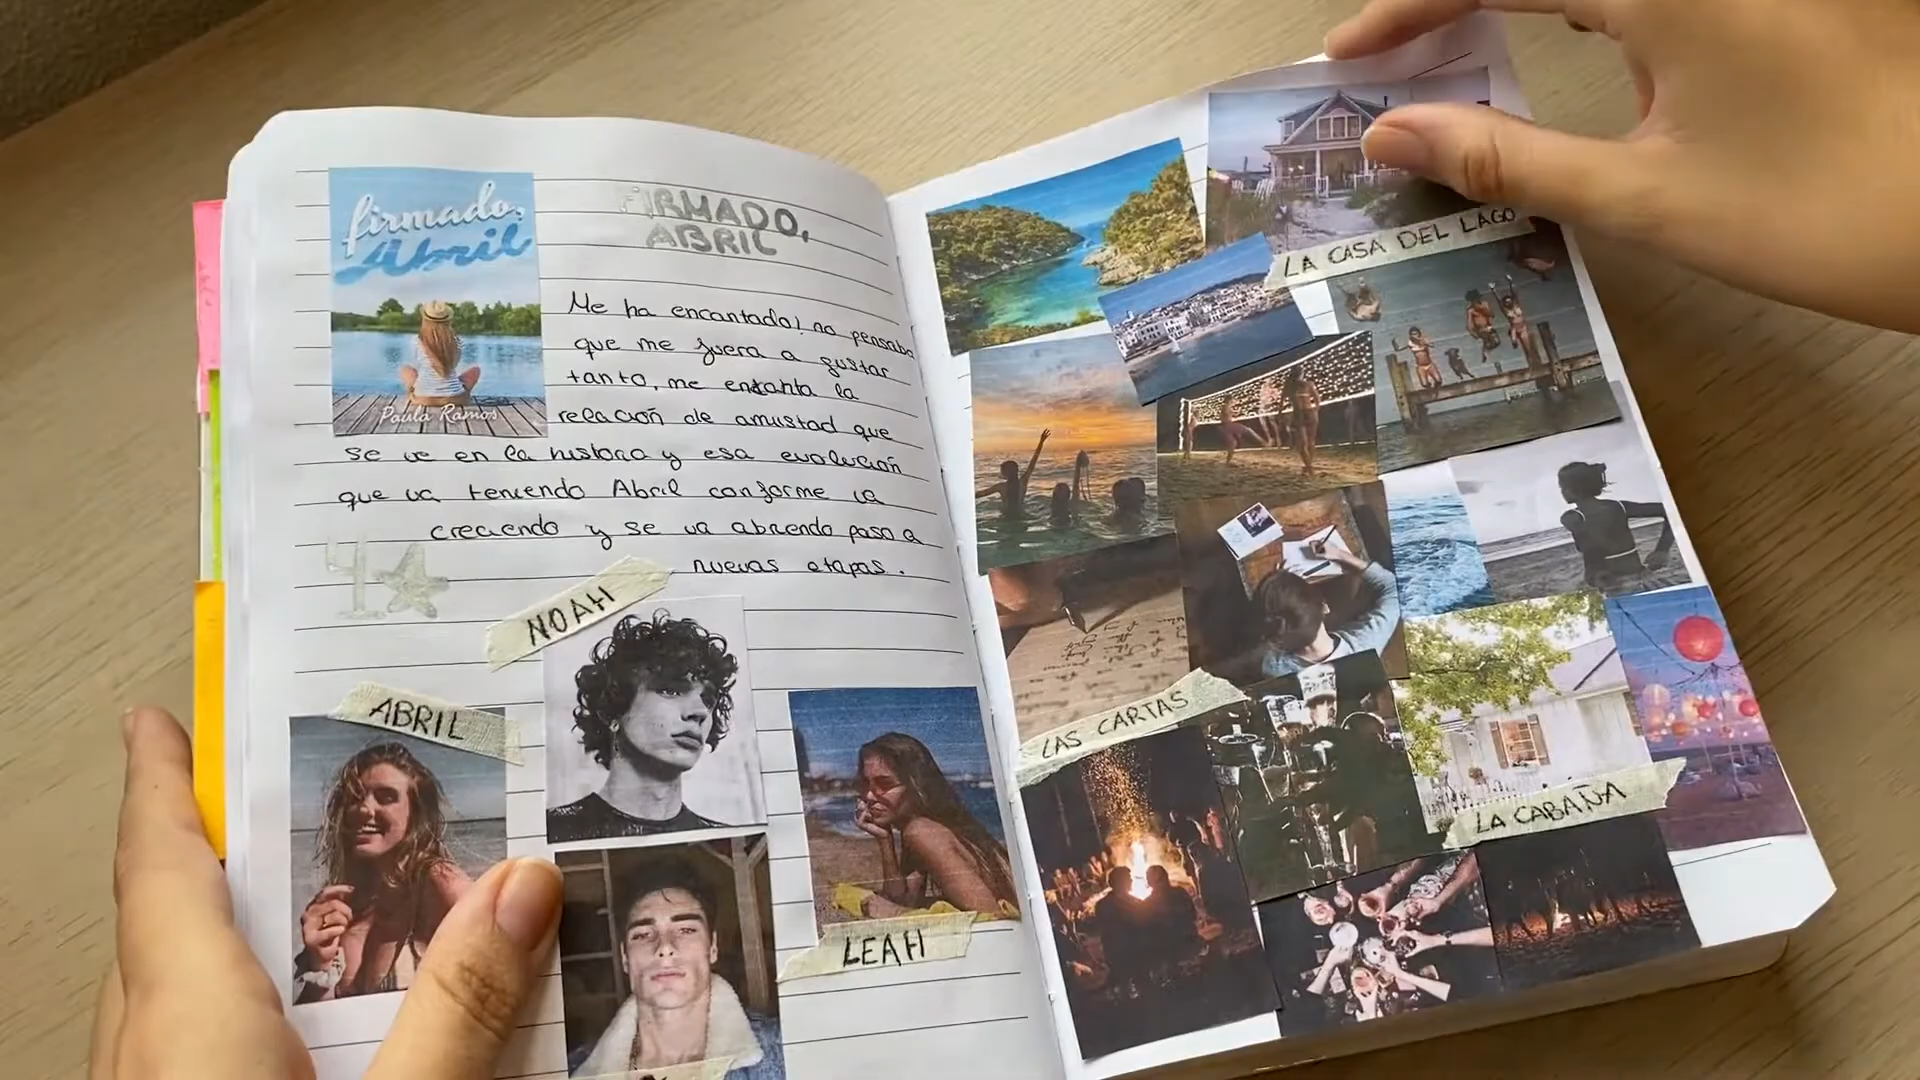 firmado,
Abril
Paula Ramos
FIRMADO,
ABRIL
Me ha encantado! no pensaba
que me fuera a gustar
tanto, me encanta la
relación de amistad que
se ve en la historia y esa evolución
que va teniendo Abril conforme va
creciendo y se va abriendo paso a
nuevas etapas.
4
NOAH
ABRIL
LEAH
LA CASA DEL LAGO
LAS CARTAS
LA CABAÑA